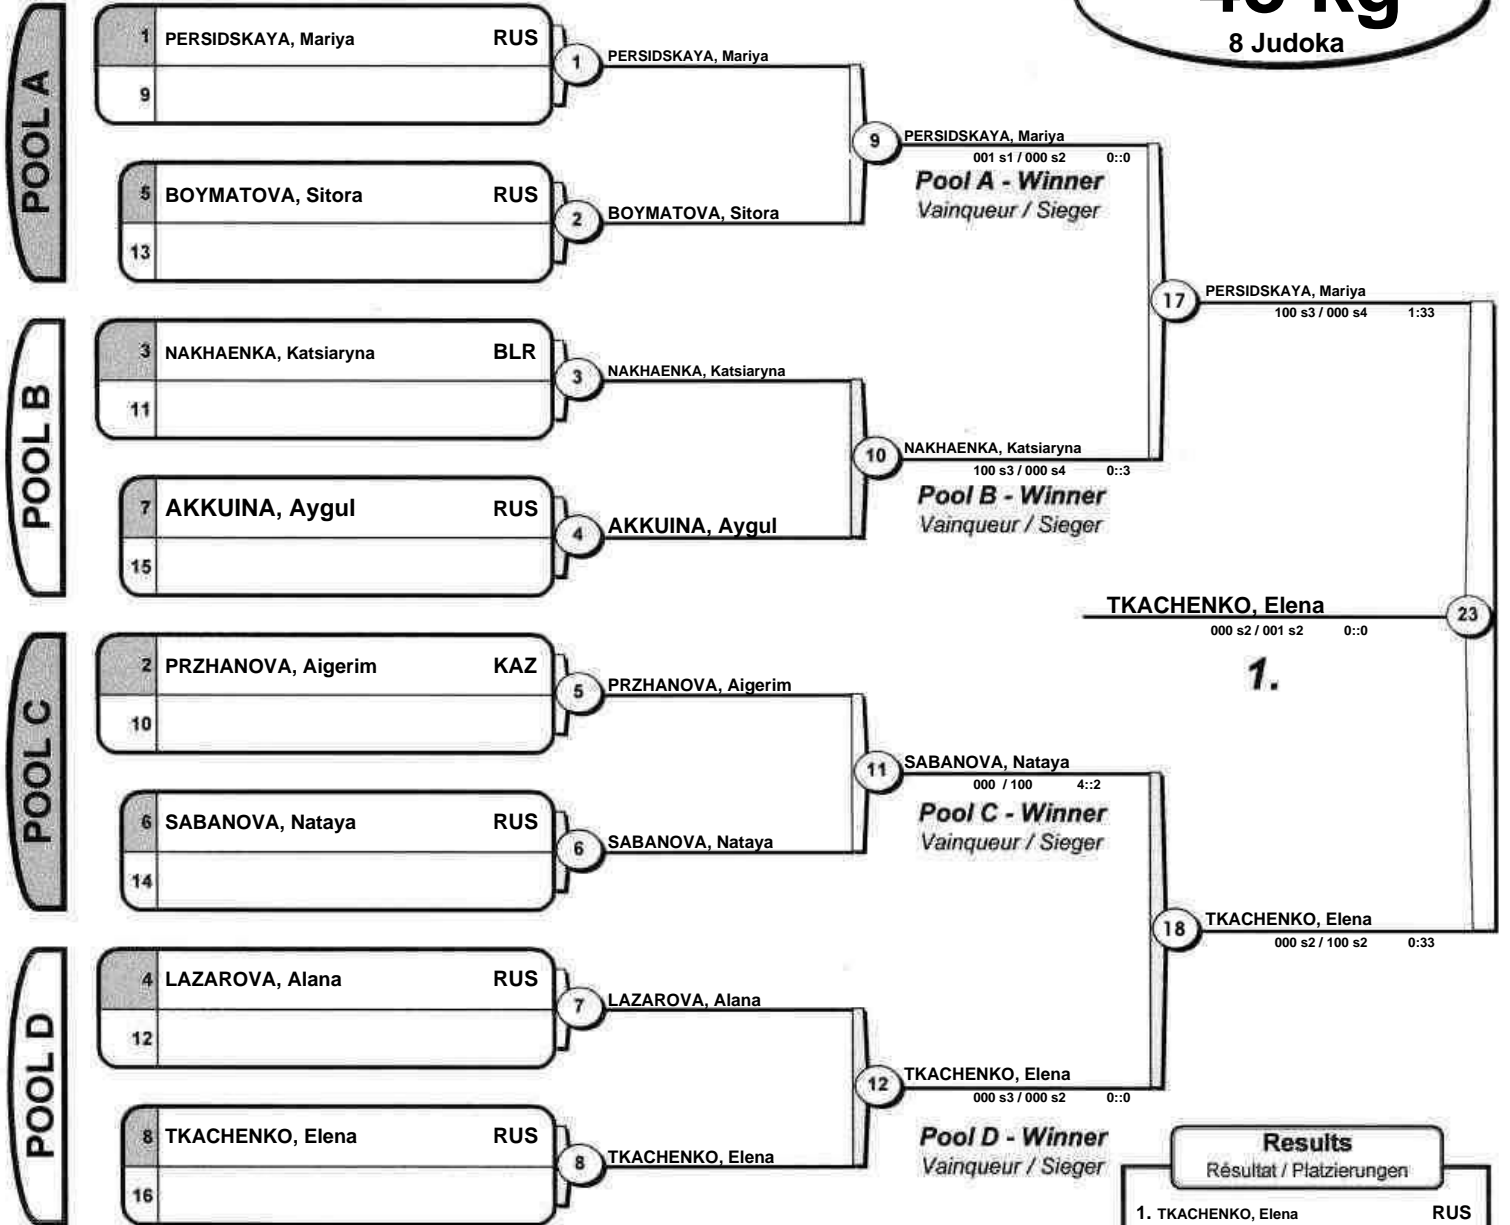 48 kg
8 Judoka
POOL A
1 PERSIDSKAYA, Mariya RUS
9
5 BOYMATOVA, Sitora RUS
13
1 PERSIDSKAYA, Mariya
2 BOYMATOVA, Sitora
9 PERSIDSKAYA, Mariya
001 s1 / 000 s2 0::0
Pool A - Winner
Vainqueur / Sieger
POOL B
3 NAKHAENKA, Katsiaryna BLR
11
7 AKKUINA, Aygul RUS
15
3 NAKHAENKA, Katsiaryna
4 AKKUINA, Aygul
10 NAKHAENKA, Katsiaryna
100 s3 / 000 s4 0::3
Pool B - Winner
Vainqueur / Sieger
17 PERSIDSKAYA, Mariya
100 s3 / 000 s4 1:33
TKACHENKO, Elena 23
000 s2 / 001 s2 0::0
1.
POOL C
2 PRZHANOVA, Aigerim KAZ
10
6 SABANOVA, Nataya RUS
14
5 PRZHANOVA, Aigerim
6 SABANOVA, Nataya
11 SABANOVA, Nataya
000 / 100 4::2
Pool C - Winner
Vainqueur / Sieger
18 TKACHENKO, Elena
000 s2 / 100 s2 0:33
POOL D
4 LAZAROVA, Alana RUS
12
8 TKACHENKO, Elena RUS
16
7 LAZAROVA, Alana
8 TKACHENKO, Elena
12 TKACHENKO, Elena
000 s3 / 000 s2 0::0
Pool D - Winner
Vainqueur / Sieger
Results
Résultat / Platzierungen
1. TKACHENKO, Elena RUS